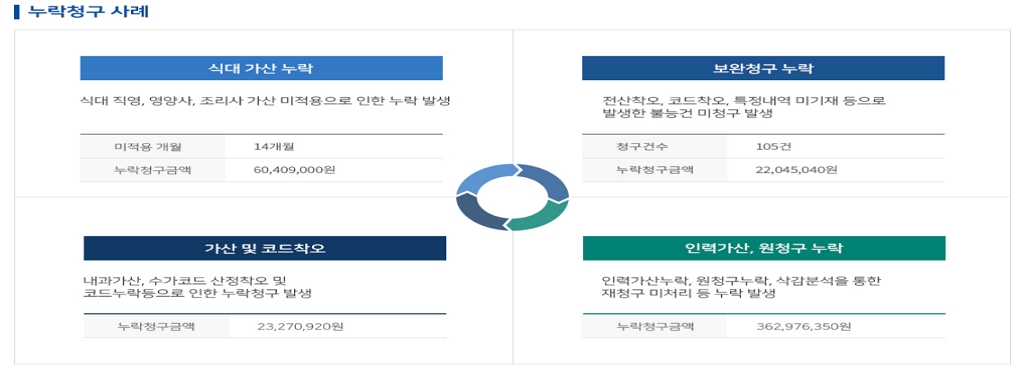 누락청구 사례
식대 가산 누락
식대 직영, 영양사, 조리사 가산 미적용으로 인한 누락 발생
미적용 개월 14개월
누락청구금액 60,409,000원
보완청구 누락
전산착오, 코드착오, 특정내역 미기재 등으로
발생한 불능건 미청구 발생
청구건수 105건
누락청구금액 22,045,040원
가산 및 코드착오
내과가산, 수가코드 산정착오 및
코드누락등으로 인한 누락청구 발생
누락청구금액 23,270,920원
인력가산, 원청구 누락
인력가산누락, 원청구누락, 삭감분석을 통한
재청구 미처리 등 누락 발생
누락청구금액 362,976,350원